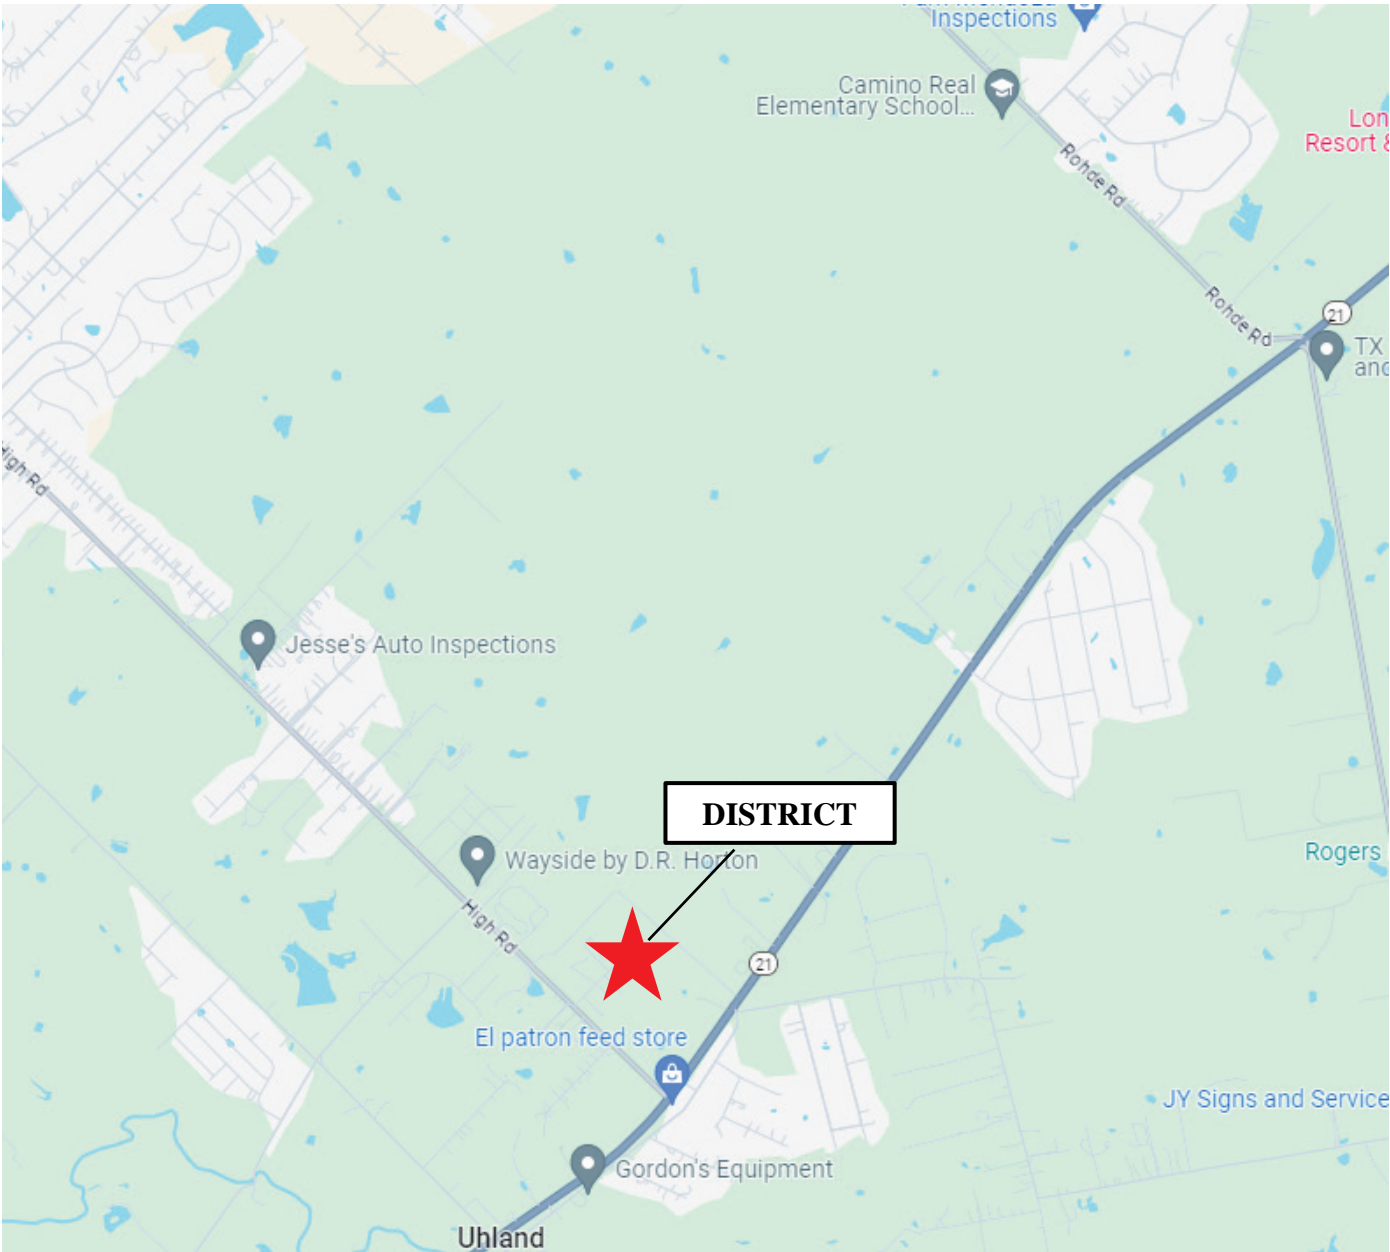 Inspections
Camino Real
Elementary School...
Lon
Resort &
Rohde Rd
Rohde Rd
21
TX
and
High Rd
Jesse's Auto Inspections
DISTRICT
Wayside by D.R. Horton
Rogers
High Rd
21
El patron feed store
JY Signs and Service
Gordon's Equipment
Uhland